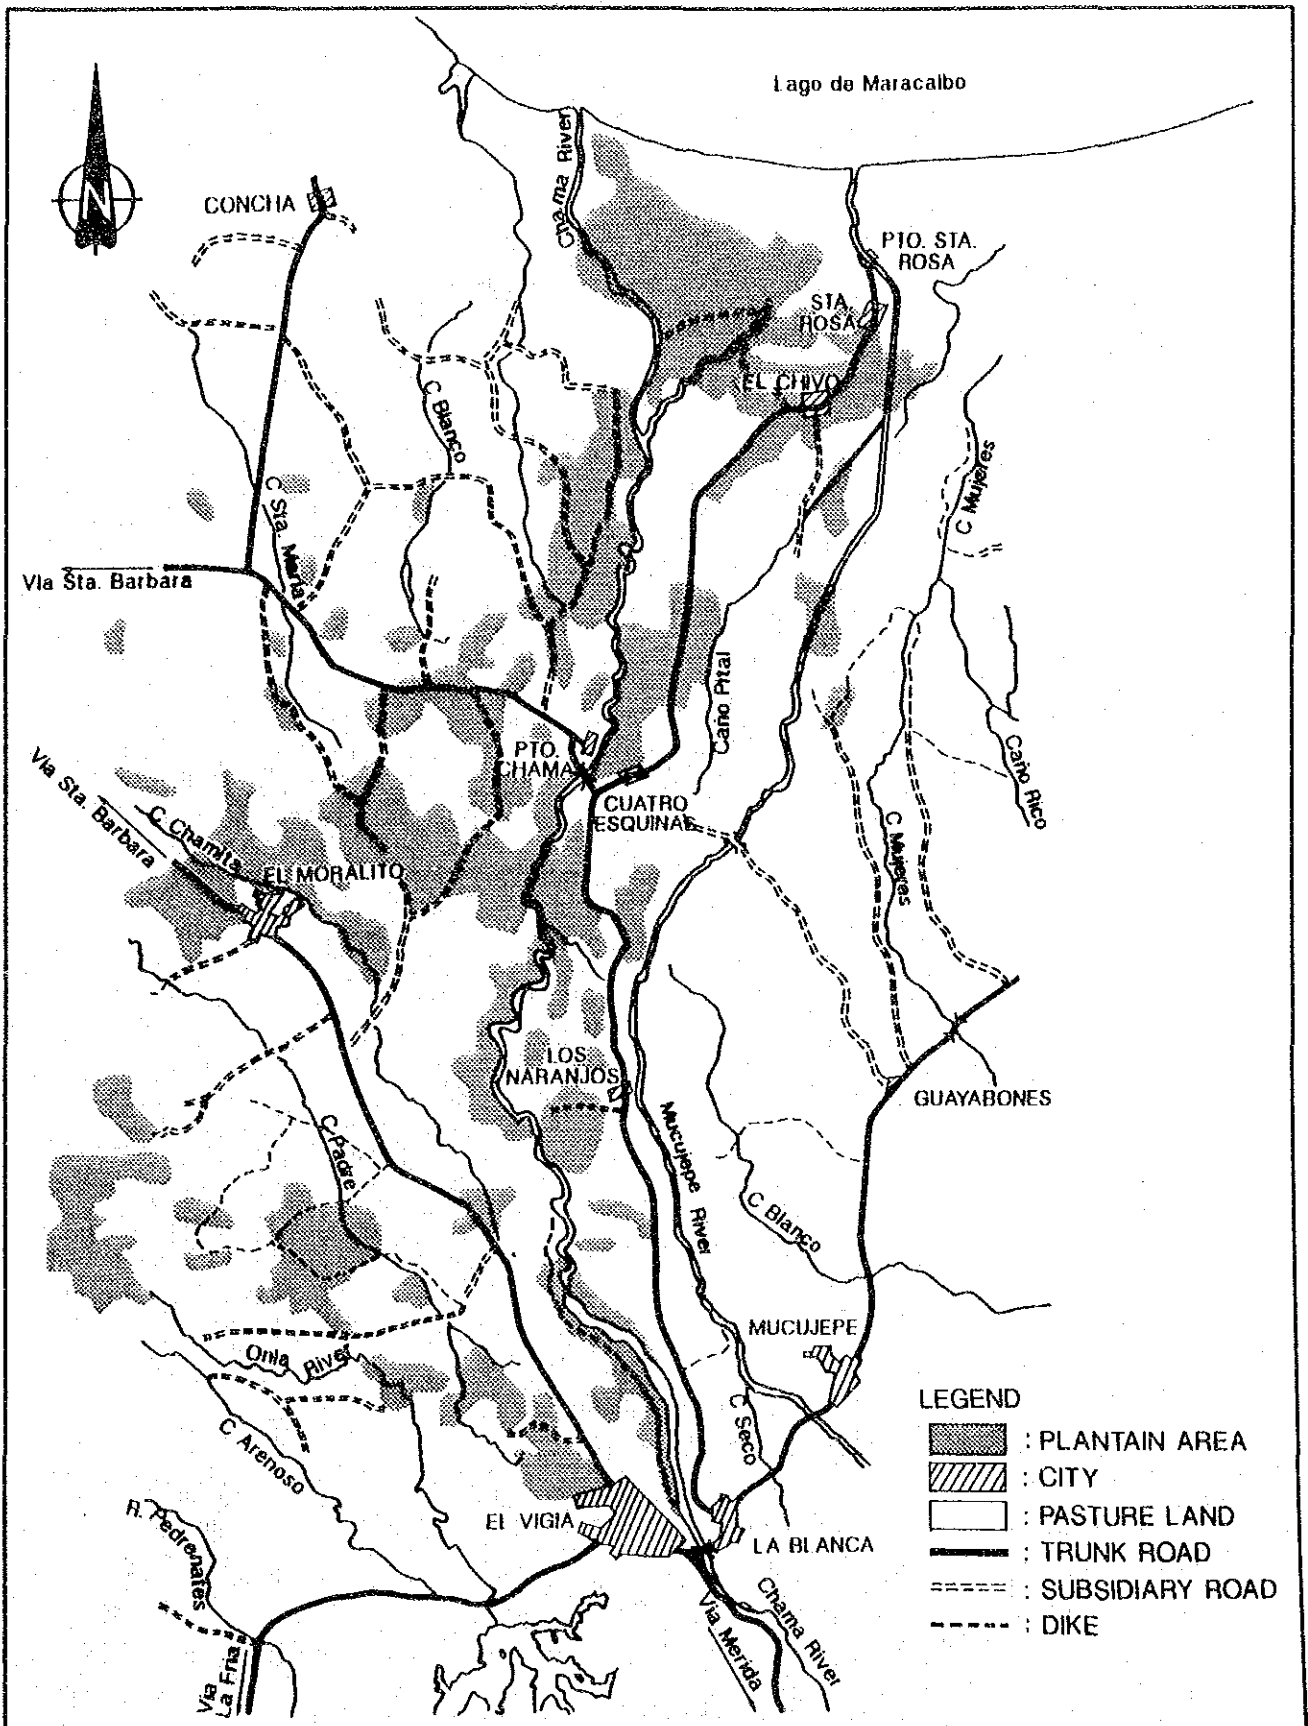 Lago de Maracalbo
N
Chama River
CONCHA
PTO. STA.
ROSA
STA.
ROSA
EL CHIVO
C Blanco
C Mujeles
C Sta. Maria
Via Sta. Barbara
Caño Pital
Caño Rico
PTO.
CHAMA
CUATRO
ESQUINAS
Via Sta.
Barbara
C Chamita
EL MORALITO
C Mujeres
LOS
NARANJOS
GUAYABONES
C Padre
Mucujepe River
C Blanco
MUCUJEPE
Onia River
C Seco
C Arenoso
R. Pedrenates
EL VIGIA
LA BLANCA
Via
La Fria
Via Merida
Chama River
LEGEND
: PLANTAIN AREA
: CITY
: PASTURE LAND
: TRUNK ROAD
: SUBSIDIARY ROAD
: DIKE